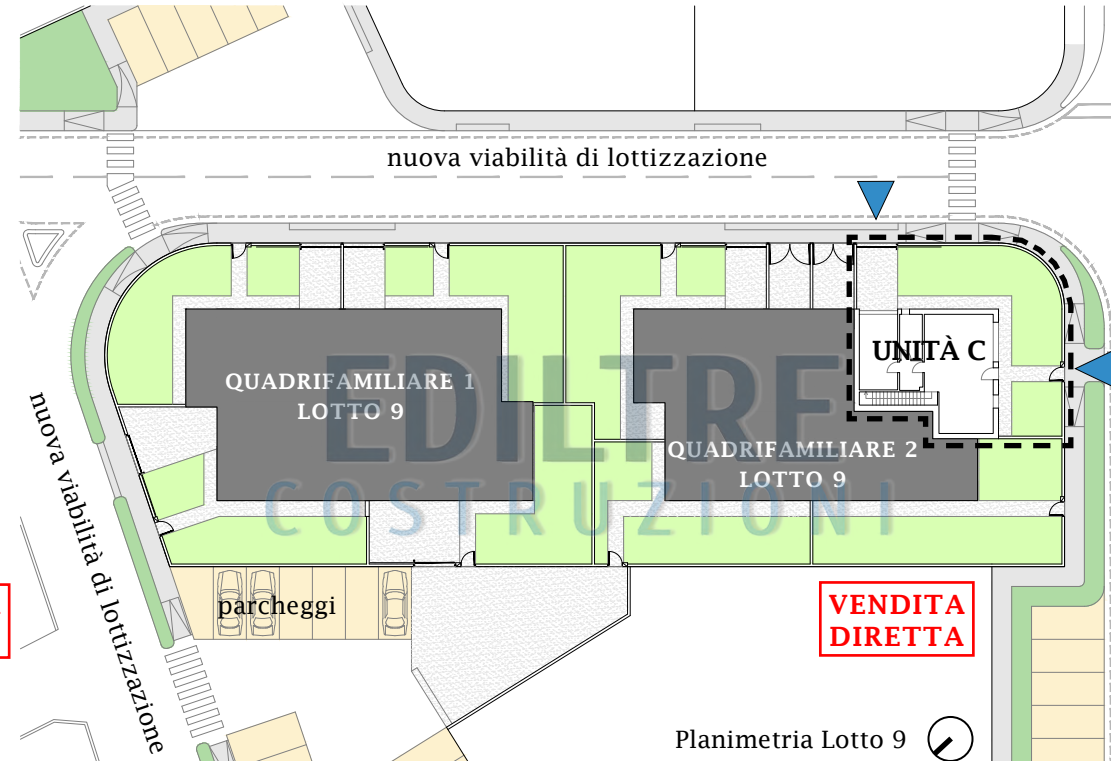 nuova viabilità di lottizzazione
UNITÀ C
QUADRIFAMILIARE 1
LOTTO 9
EDILTRE
COSTRUZIONI
QUADRIFAMILIARE 2
LOTTO 9
nuova viabilità di lottizzazione
parcheggi
VENDITA
DIRETTA
Planimetria Lotto 9